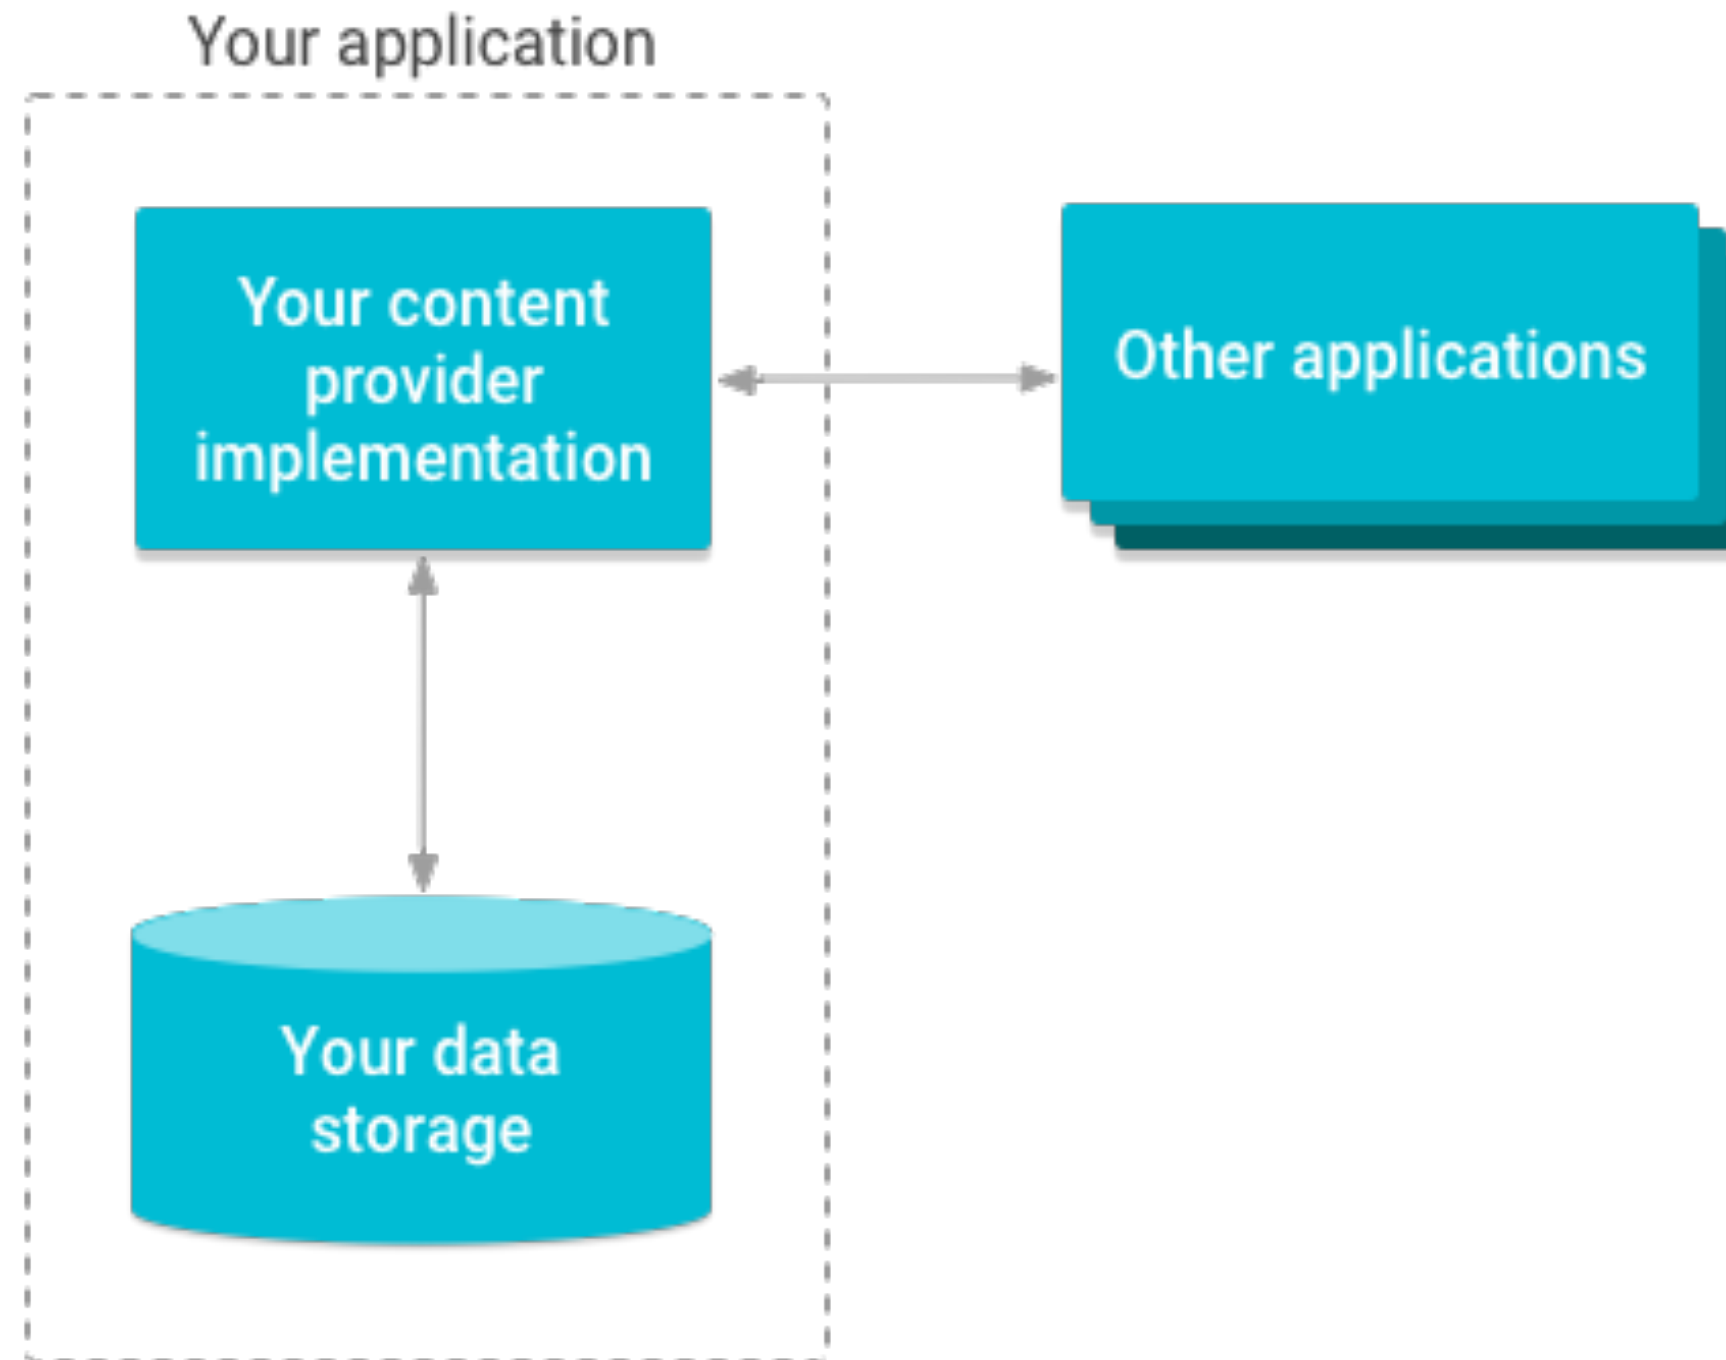 Your application
Your content
provider
implementation
Other applications
Your data
storage